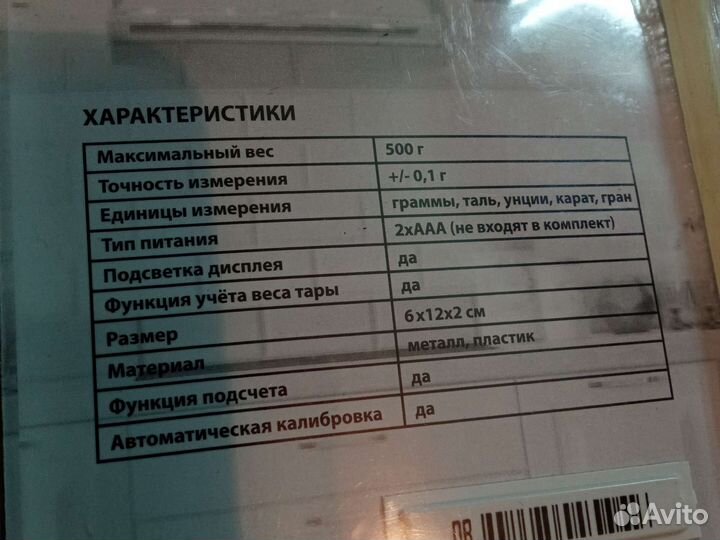 ХАРАКТЕРИСТИКИ
Максимальный вес 500 г
Точность измерения +/- 0,1 г
Единицы измерения граммы, таль, унции, карат, гран
Тип питания 2хААА (не входят в комплект)
Подсветка дисплея да
Функция учёта веса тары да
Размер 6х12х2 см
Материал металл, пластик
Функция подсчета да
Автоматическая калибровка да
Avito